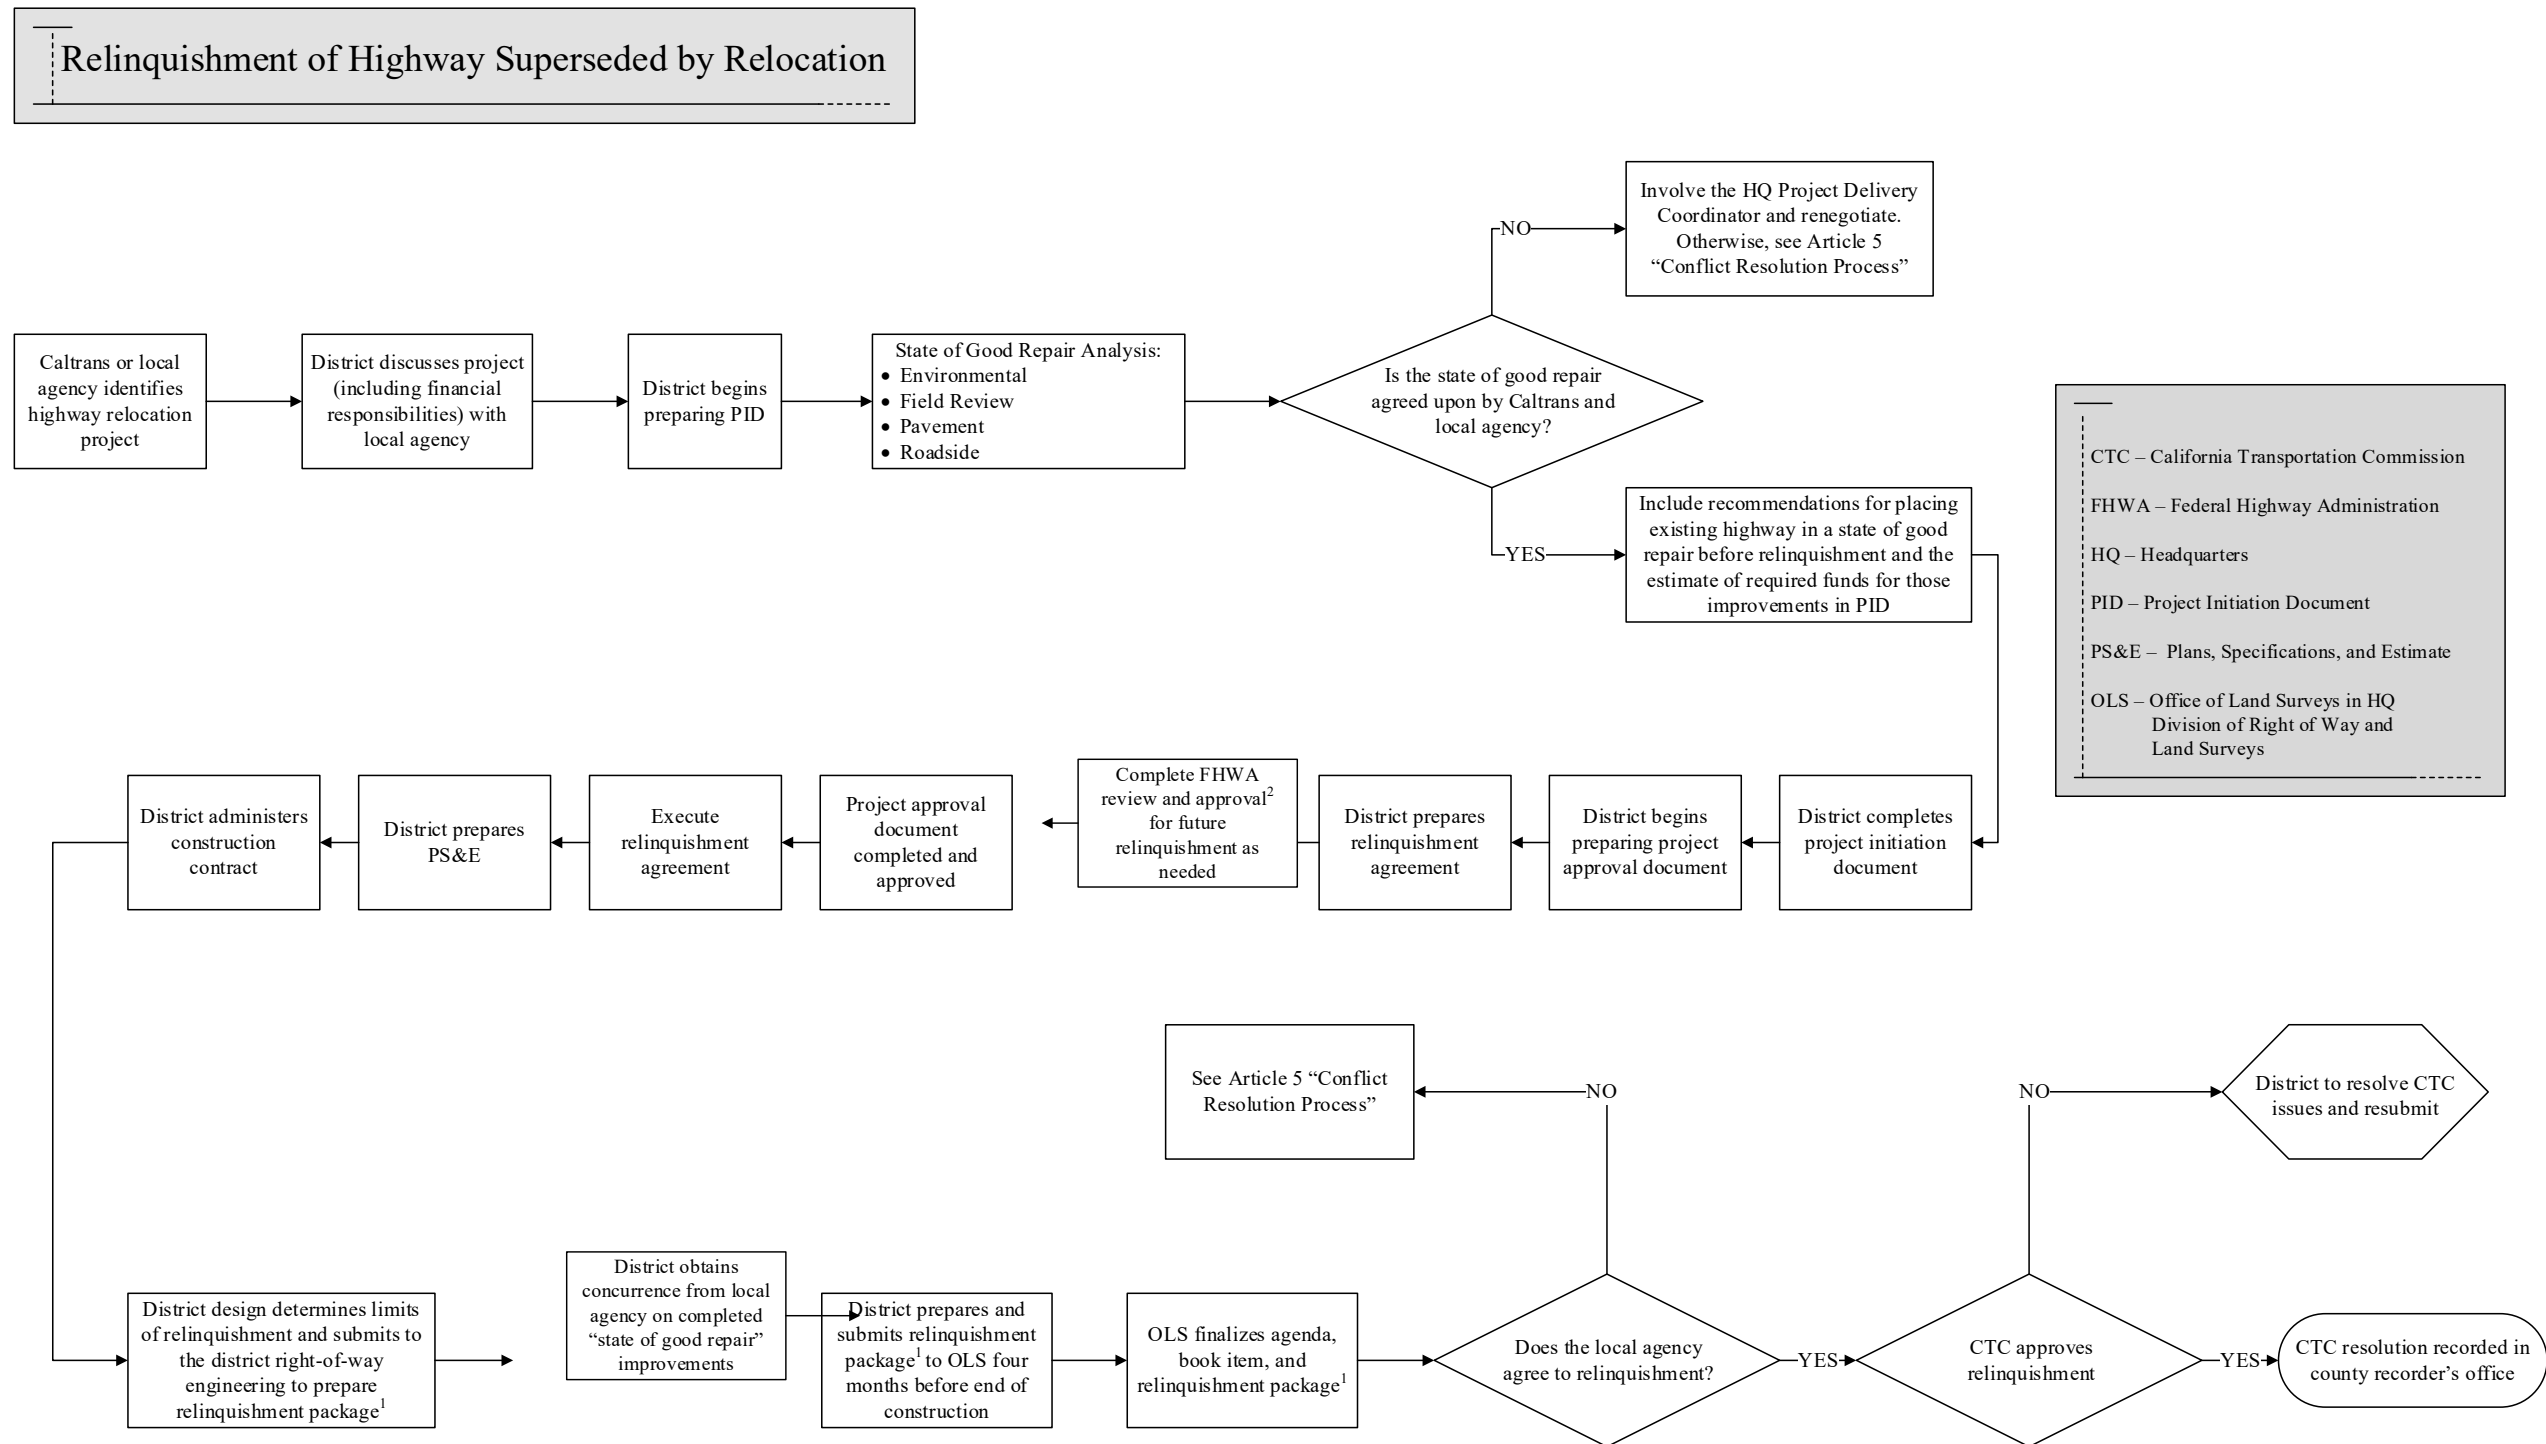 Relinquishment of Highway Superseded by Relocation
Involve the HQ Project Delivery
Coordinator and renegotiate.
Otherwise, see Article 5
“Conflict Resolution Process”
NO
Caltrans or local
agency identifies
highway relocation
project
District discusses project
(including financial
responsibilities) with
local agency
District begins
preparing PID
State of Good Repair Analysis:
• Environmental
• Field Review
• Pavement
• Roadside
Is the state of good repair
agreed upon by Caltrans and
local agency?
YES
Include recommendations for placing
existing highway in a state of good
repair before relinquishment and the
estimate of required funds for those
improvements in PID
CTC – California Transportation Commission
FHWA – Federal Highway Administration
HQ – Headquarters
PID – Project Initiation Document
PS&E – Plans, Specifications, and Estimate
OLS – Office of Land Surveys in HQ
Division of Right of Way and
Land Surveys
District completes
project initiation
document
District begins
preparing project
approval document
District prepares
relinquishment
agreement
Complete FHWA
review and approval²
for future
relinquishment as
needed
Project approval
document
completed and
approved
Execute
relinquishment
agreement
District prepares
PS&E
District administers
construction
contract
District design determines limits
of relinquishment and submits to
the district right-of-way
engineering to prepare
relinquishment package¹
District obtains
concurrence from local
agency on completed
“state of good repair”
improvements
District prepares and
submits relinquishment
package¹ to OLS four
months before end of
construction
OLS finalizes agenda,
book item, and
relinquishment package¹
Does the local agency
agree to relinquishment?
NO
See Article 5 “Conflict
Resolution Process”
YES
CTC approves
relinquishment
NO
District to resolve CTC
issues and resubmit
YES
CTC resolution recorded in
county recorder’s office